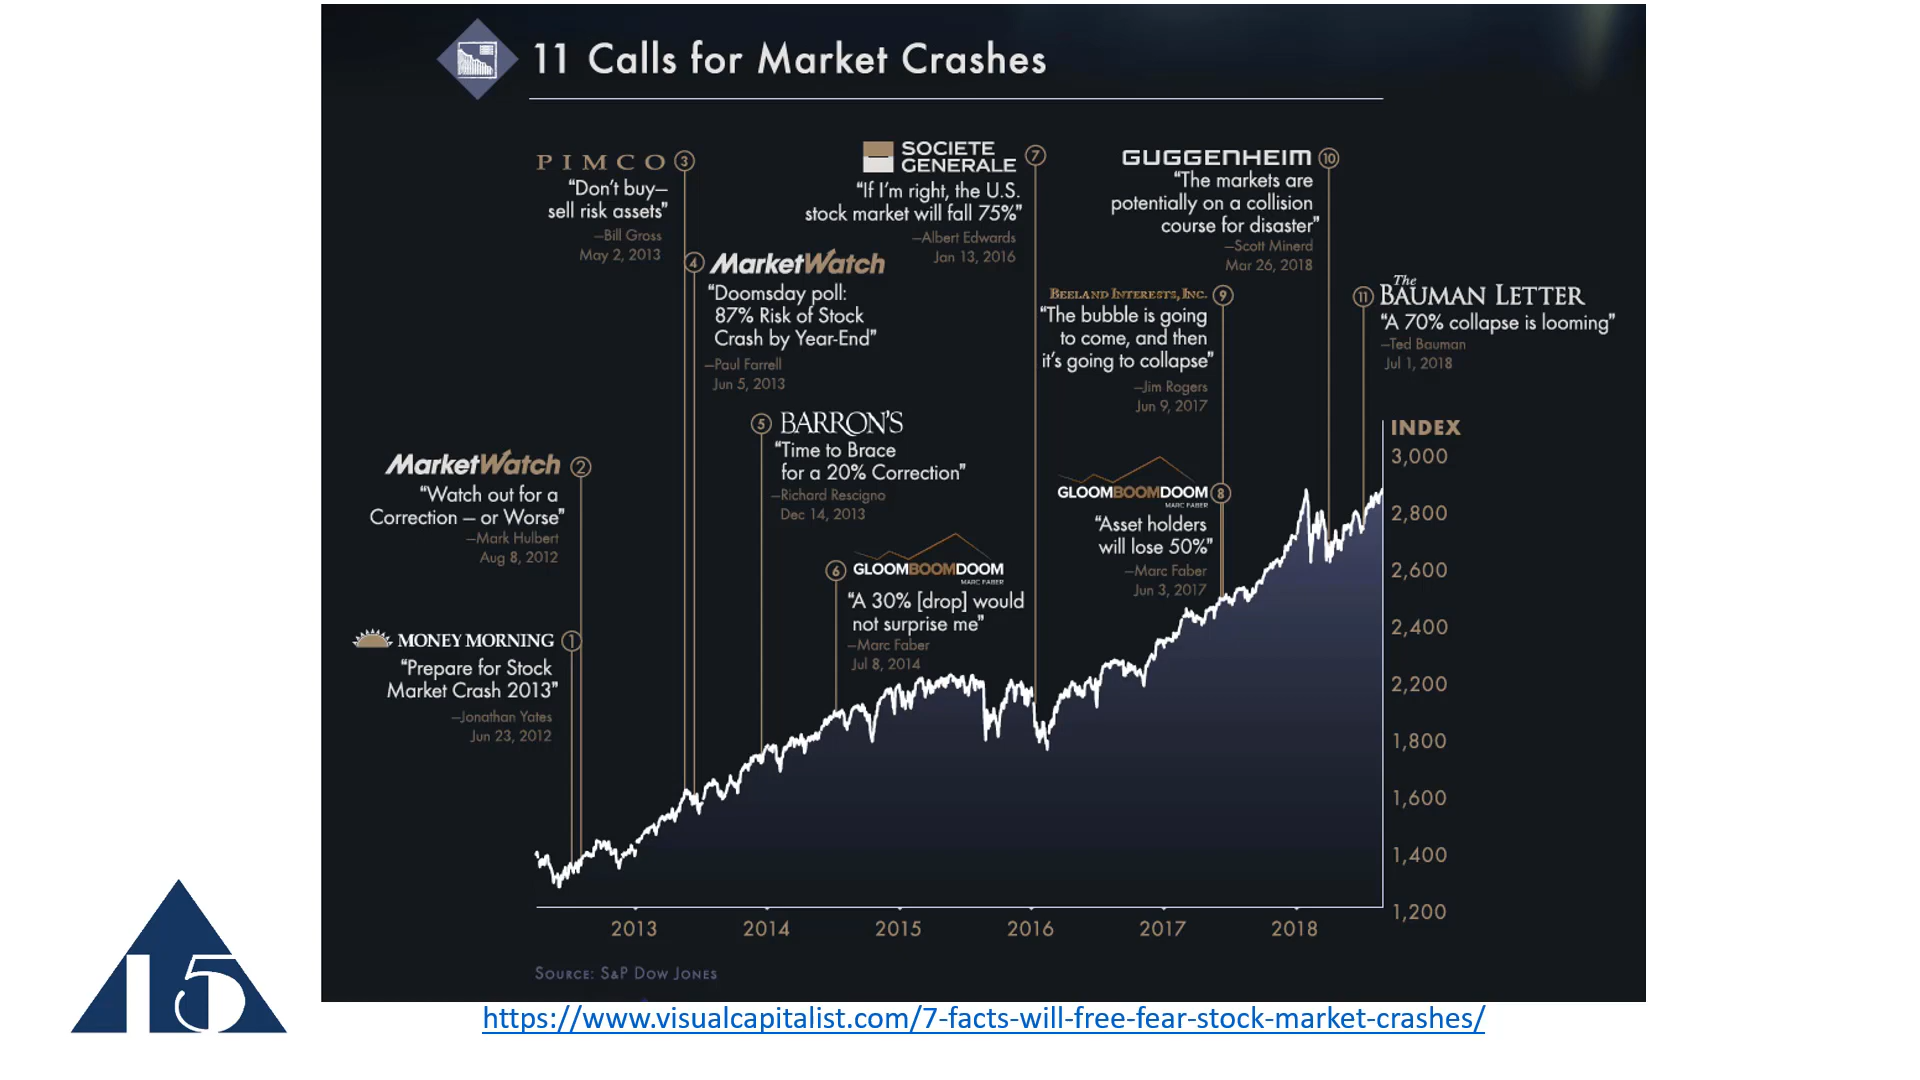 11 Calls for Market Crashes
PIMCO 3
“Don’t buy—
sell risk assets”
—Bill Gross
May 2, 2013
4 MarketWatch
“Doomsday poll:
87% Risk of Stock
Crash by Year-End”
—Paul Farrell
Jun 5, 2013
SOCIETE
GENERALE 7
“If I’m right, the U.S.
stock market will fall 75%”
—Albert Edwards
Jan 13, 2016
GUGGENHEIM 10
“The markets are
potentially on a collision
course for disaster”
—Scott Minerd
Mar 26, 2018
BEELAND INTERESTS, INC. 9
“The bubble is going
to come, and then
it’s going to collapse”
—Jim Rogers
Jun 9, 2017
11 The
BAUMAN LETTER
“A 70% collapse is looming”
—Ted Bauman
Jul 1, 2018
5 BARRON’S
“Time to Brace
for a 20% Correction”
—Richard Rescigno
Dec 14, 2013
MarketWatch 2
“Watch out for a
Correction — or Worse”
—Mark Hulbert
Aug 8, 2012
6 GLOOMBOOMDOOM
MARC FABER
“A 30% [drop] would
not surprise me”
—Marc Faber
Jul 8, 2014
GLOOMBOOMDOOM 8
MARC FABER
“Asset holders
will lose 50%”
—Marc Faber
Jun 3, 2017
MONEY MORNING 1
“Prepare for Stock
Market Crash 2013”
—Jonathan Yates
Jun 23, 2012
INDEX
3,000
2,800
2,600
2,400
2,200
1,800
1,600
1,400
1,200
2013 2014 2015 2016 2017 2018
SOURCE: S&P DOW JONES
15
https://www.visualcapitalist.com/7-facts-will-free-fear-stock-market-crashes/